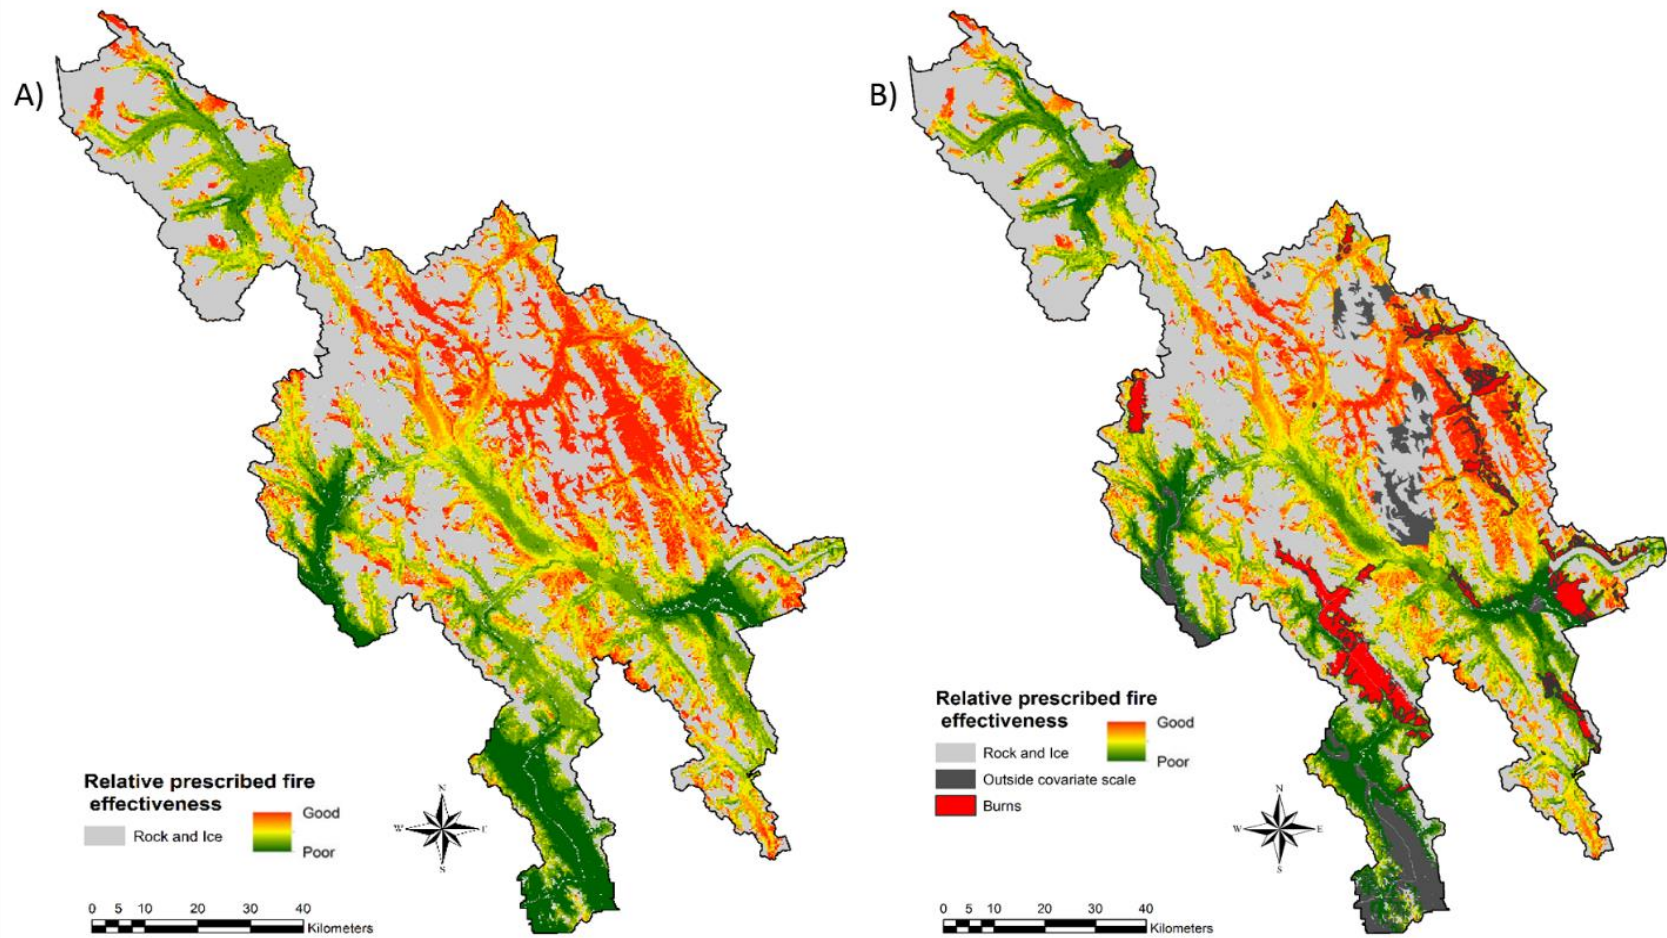 A)
B)
Relative prescribed fire
effectiveness
Rock and Ice
Good
Poor
N
W
E
S
0 5 10 20 30 40
Kilometers
Relative prescribed fire
effectiveness
Rock and Ice
Outside covariate scale
Burns
Good
Poor
N
W
E
S
0 5 10 20 30 40
Kilometers